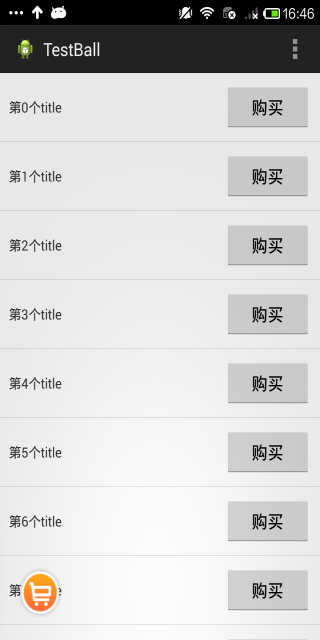 16:46
TestBall
第0个title
购买
第1个title
购买
第2个title
购买
第3个title
购买
第4个title
购买
第5个title
购买
第6个title
购买
第
购买